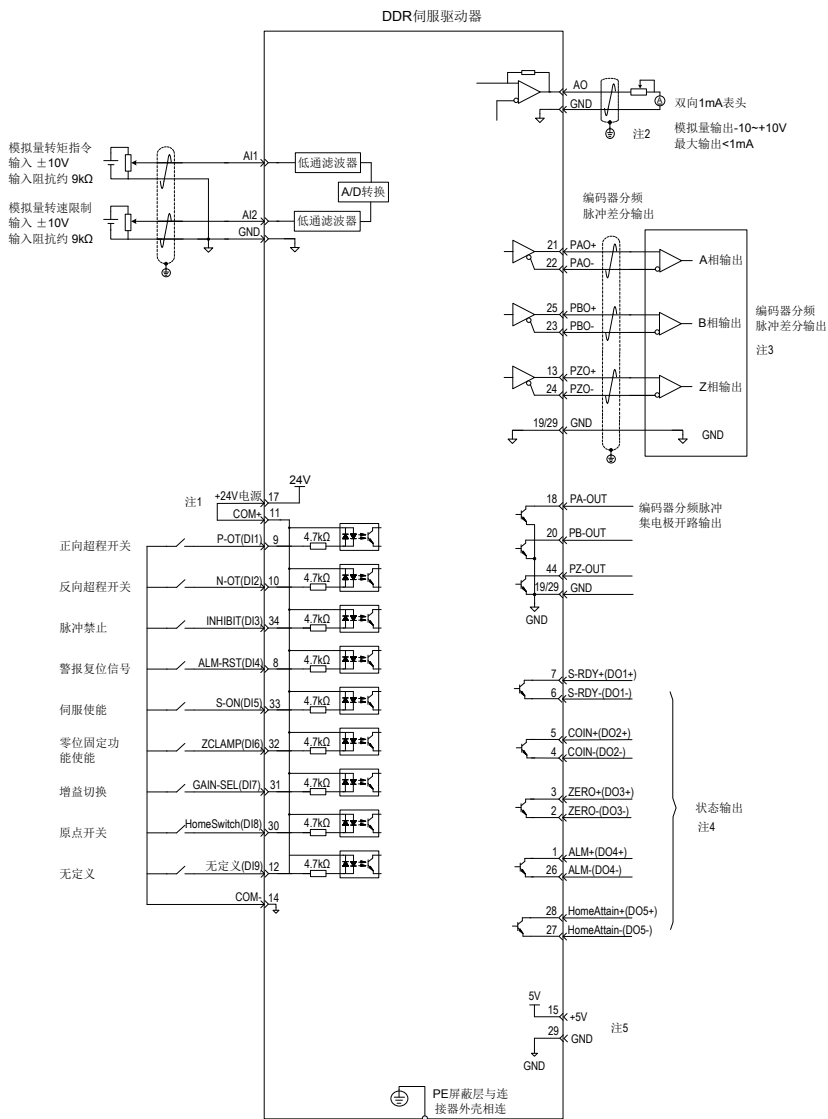 DDR伺服驱动器
模拟量转矩指令
输入 ±10V
输入阻抗约 9kΩ
AI1
低通滤波器
A/D转换
模拟量转速限制
输入 ±10V
输入阻抗约 9kΩ
AI2
低通滤波器
GND
AO
GND
双向1mA表头
注2
模拟量输出-10~+10V
最大输出<1mA
A
编码器分频
脉冲差分输出
21 PAO+
22 PAO-
A相输出
25 PBO+
23 PBO-
B相输出
13 PZO+
24 PZO-
Z相输出
19/29 GND
GND
编码器分频
脉冲差分输出
注3
注1
+24V电源 17
24V
COM+ 11
正向超程开关 P-OT(DI1) 9 4.7kΩ
反向超程开关 N-OT(DI2) 10 4.7kΩ
脉冲禁止 INHIBIT(DI3) 34 4.7kΩ
警报复位信号 ALM-RST(DI4) 8 4.7kΩ
伺服使能 S-ON(DI5) 33 4.7kΩ
零位固定功
能使能
ZCLAMP(DI6) 32 4.7kΩ
增益切换 GAIN-SEL(DI7) 31 4.7kΩ
原点开关 HomeSwitch(DI8) 30 4.7kΩ
无定义 无定义(DI9) 12 4.7kΩ
COM- 14
18 PA-OUT
编码器分频脉冲
集电极开路输出
20 PB-OUT
44 PZ-OUT
19/29 GND
GND
7 S-RDY+(DO1+)
6 S-RDY-(DO1-)
5 COIN+(DO2+)
4 COIN-(DO2-)
3 ZERO+(DO3+)
2 ZERO-(DO3-)
状态输出
注4
1 ALM+(DO4+)
26 ALM-(DO4-)
28 HomeAttain+(DO5+)
27 HomeAttain-(DO5-)
5V
15 +5V
29 GND
注5
GND
PE屏蔽层与连
接器外壳相连